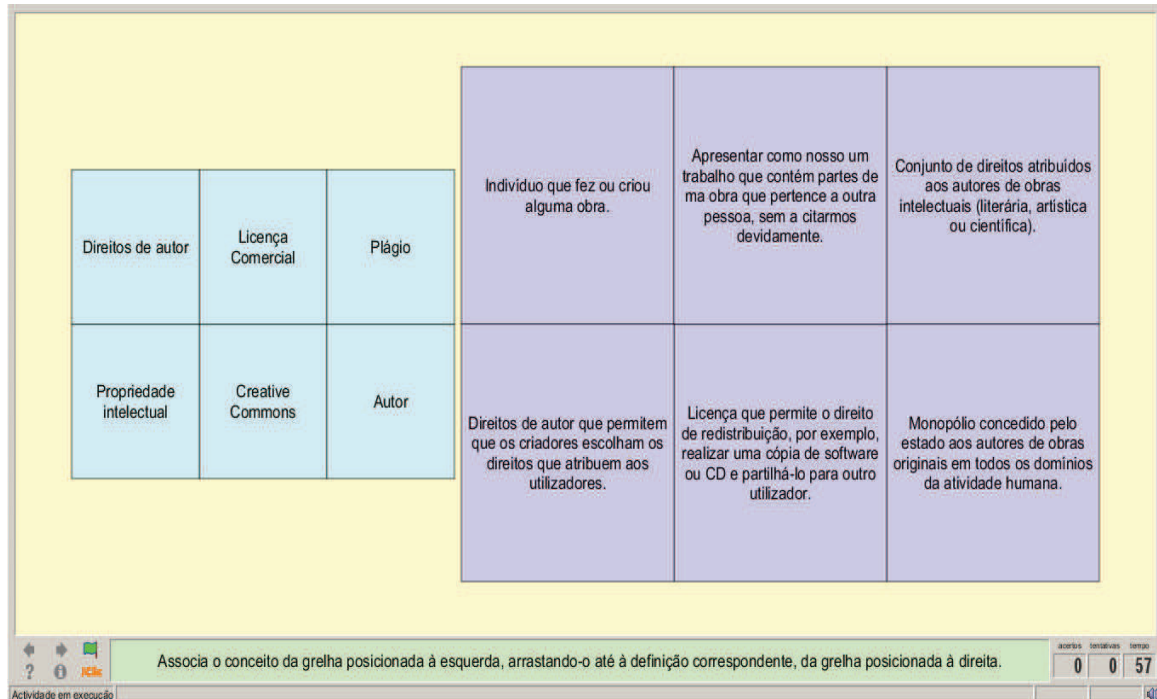 Direitos de autor
Licença
Comercial
Plágio
Propriedade
intelectual
Creative
Commons
Autor
Indivíduo que fez ou criou
alguma obra.
Apresentar como nosso um
trabalho que contém partes de
ma obra que pertence a outra
pessoa, sem a citarmos
devidamente.
Conjunto de direitos atribuídos
aos autores de obras
intelectuais (literária, artística
ou científica).
Direitos de autor que permitem
que os criadores escolham os
direitos que atribuem aos
utilizadores.
Licença que permite o direito
de redistribuição, por exemplo,
realizar uma cópia de software
ou CD e partilhá-lo para outro
utilizador.
Monopólio concedido pelo
estado aos autores de obras
originais em todos os domínios
da atividade humana.
Associa o conceito da grelha posicionada à esquerda, arrastando-o até à definição correspondente, da grelha posicionada à direita.
acertos tentativas tempo
0 0 57
Actividade em execução